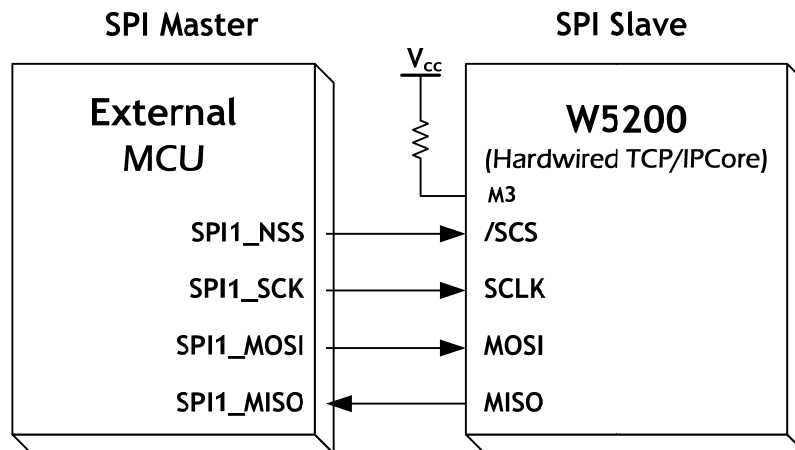 SPI Master
SPI Slave
Vcc
External
MCU
W5200
(Hardwired TCP/IPCore)
M3
SPI1_NSS
/SCS
SPI1_SCK
SCLK
SPI1_MOSI
MOSI
SPI1_MISO
MISO